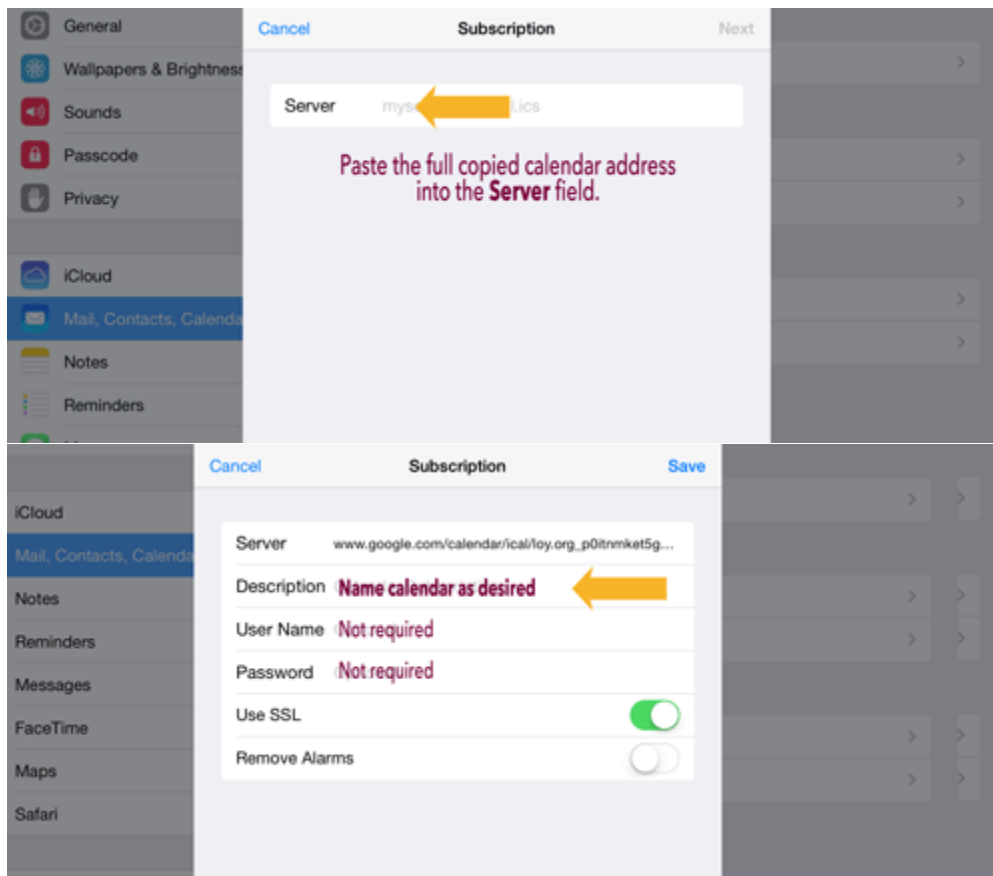 General
Cancel
Subscription
Next
Wallpapers & Brightness
Sounds
Server
.ics
Passcode
Paste the full copied calendar address
into the Server field.
Privacy
iCloud
Mail, Contacts, Calenda
Notes
Reminders
Cancel
Subscription
Save
iCloud
Mail, Contacts, Calenda
Notes
Reminders
Messages
FaceTime
Maps
Safari
Server www.google.com/calendar/ical/loy.org_p0itnmket5g...
Description Name calendar as desired
User Name Not required
Password Not required
Use SSL
Remove Alarms